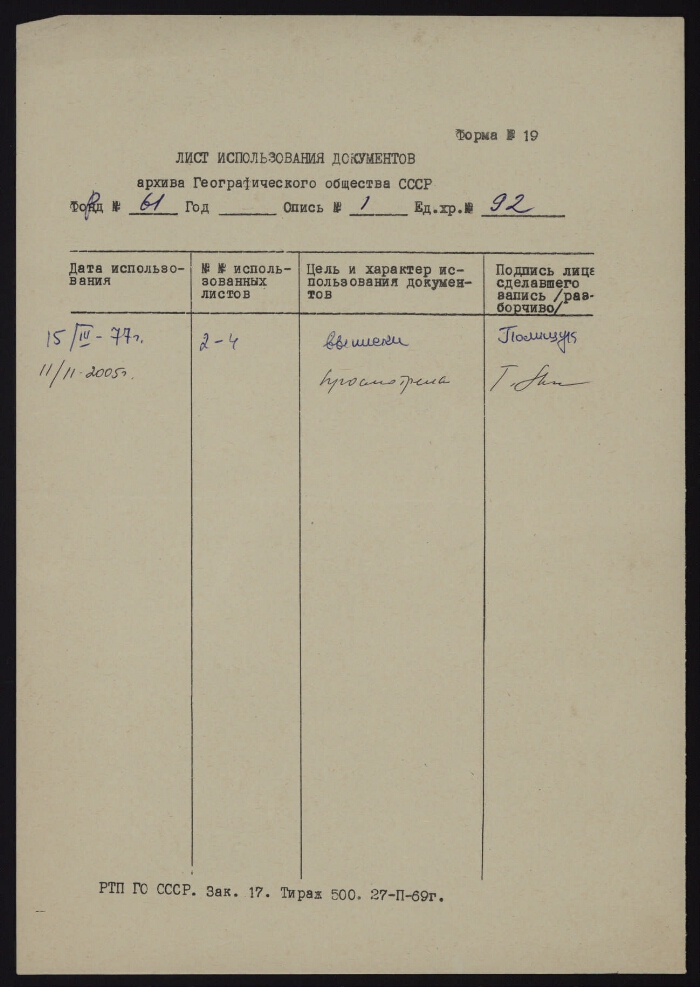 Форма № 19
ЛИСТ ИСПОЛЬЗОВАНИЯ ДОКУМЕНТОВ
архива Географического общества СССР
Фонд № 61 Год Опись № 1 Ед.хр.№ 92
Дата использо-
вания
№ № исполь-
зованных
листов
Цель и характер ис-
пользования докумен-
тов
Подпись лица
сделавшего
запись /раз-
борчиво/
15/IV - 77г. 2-4 выписки Полищук
11/11.2005г. просмотрела Т.
РТП ГО СССР. Зак. 17. Тираж 500. 27-П-69г.